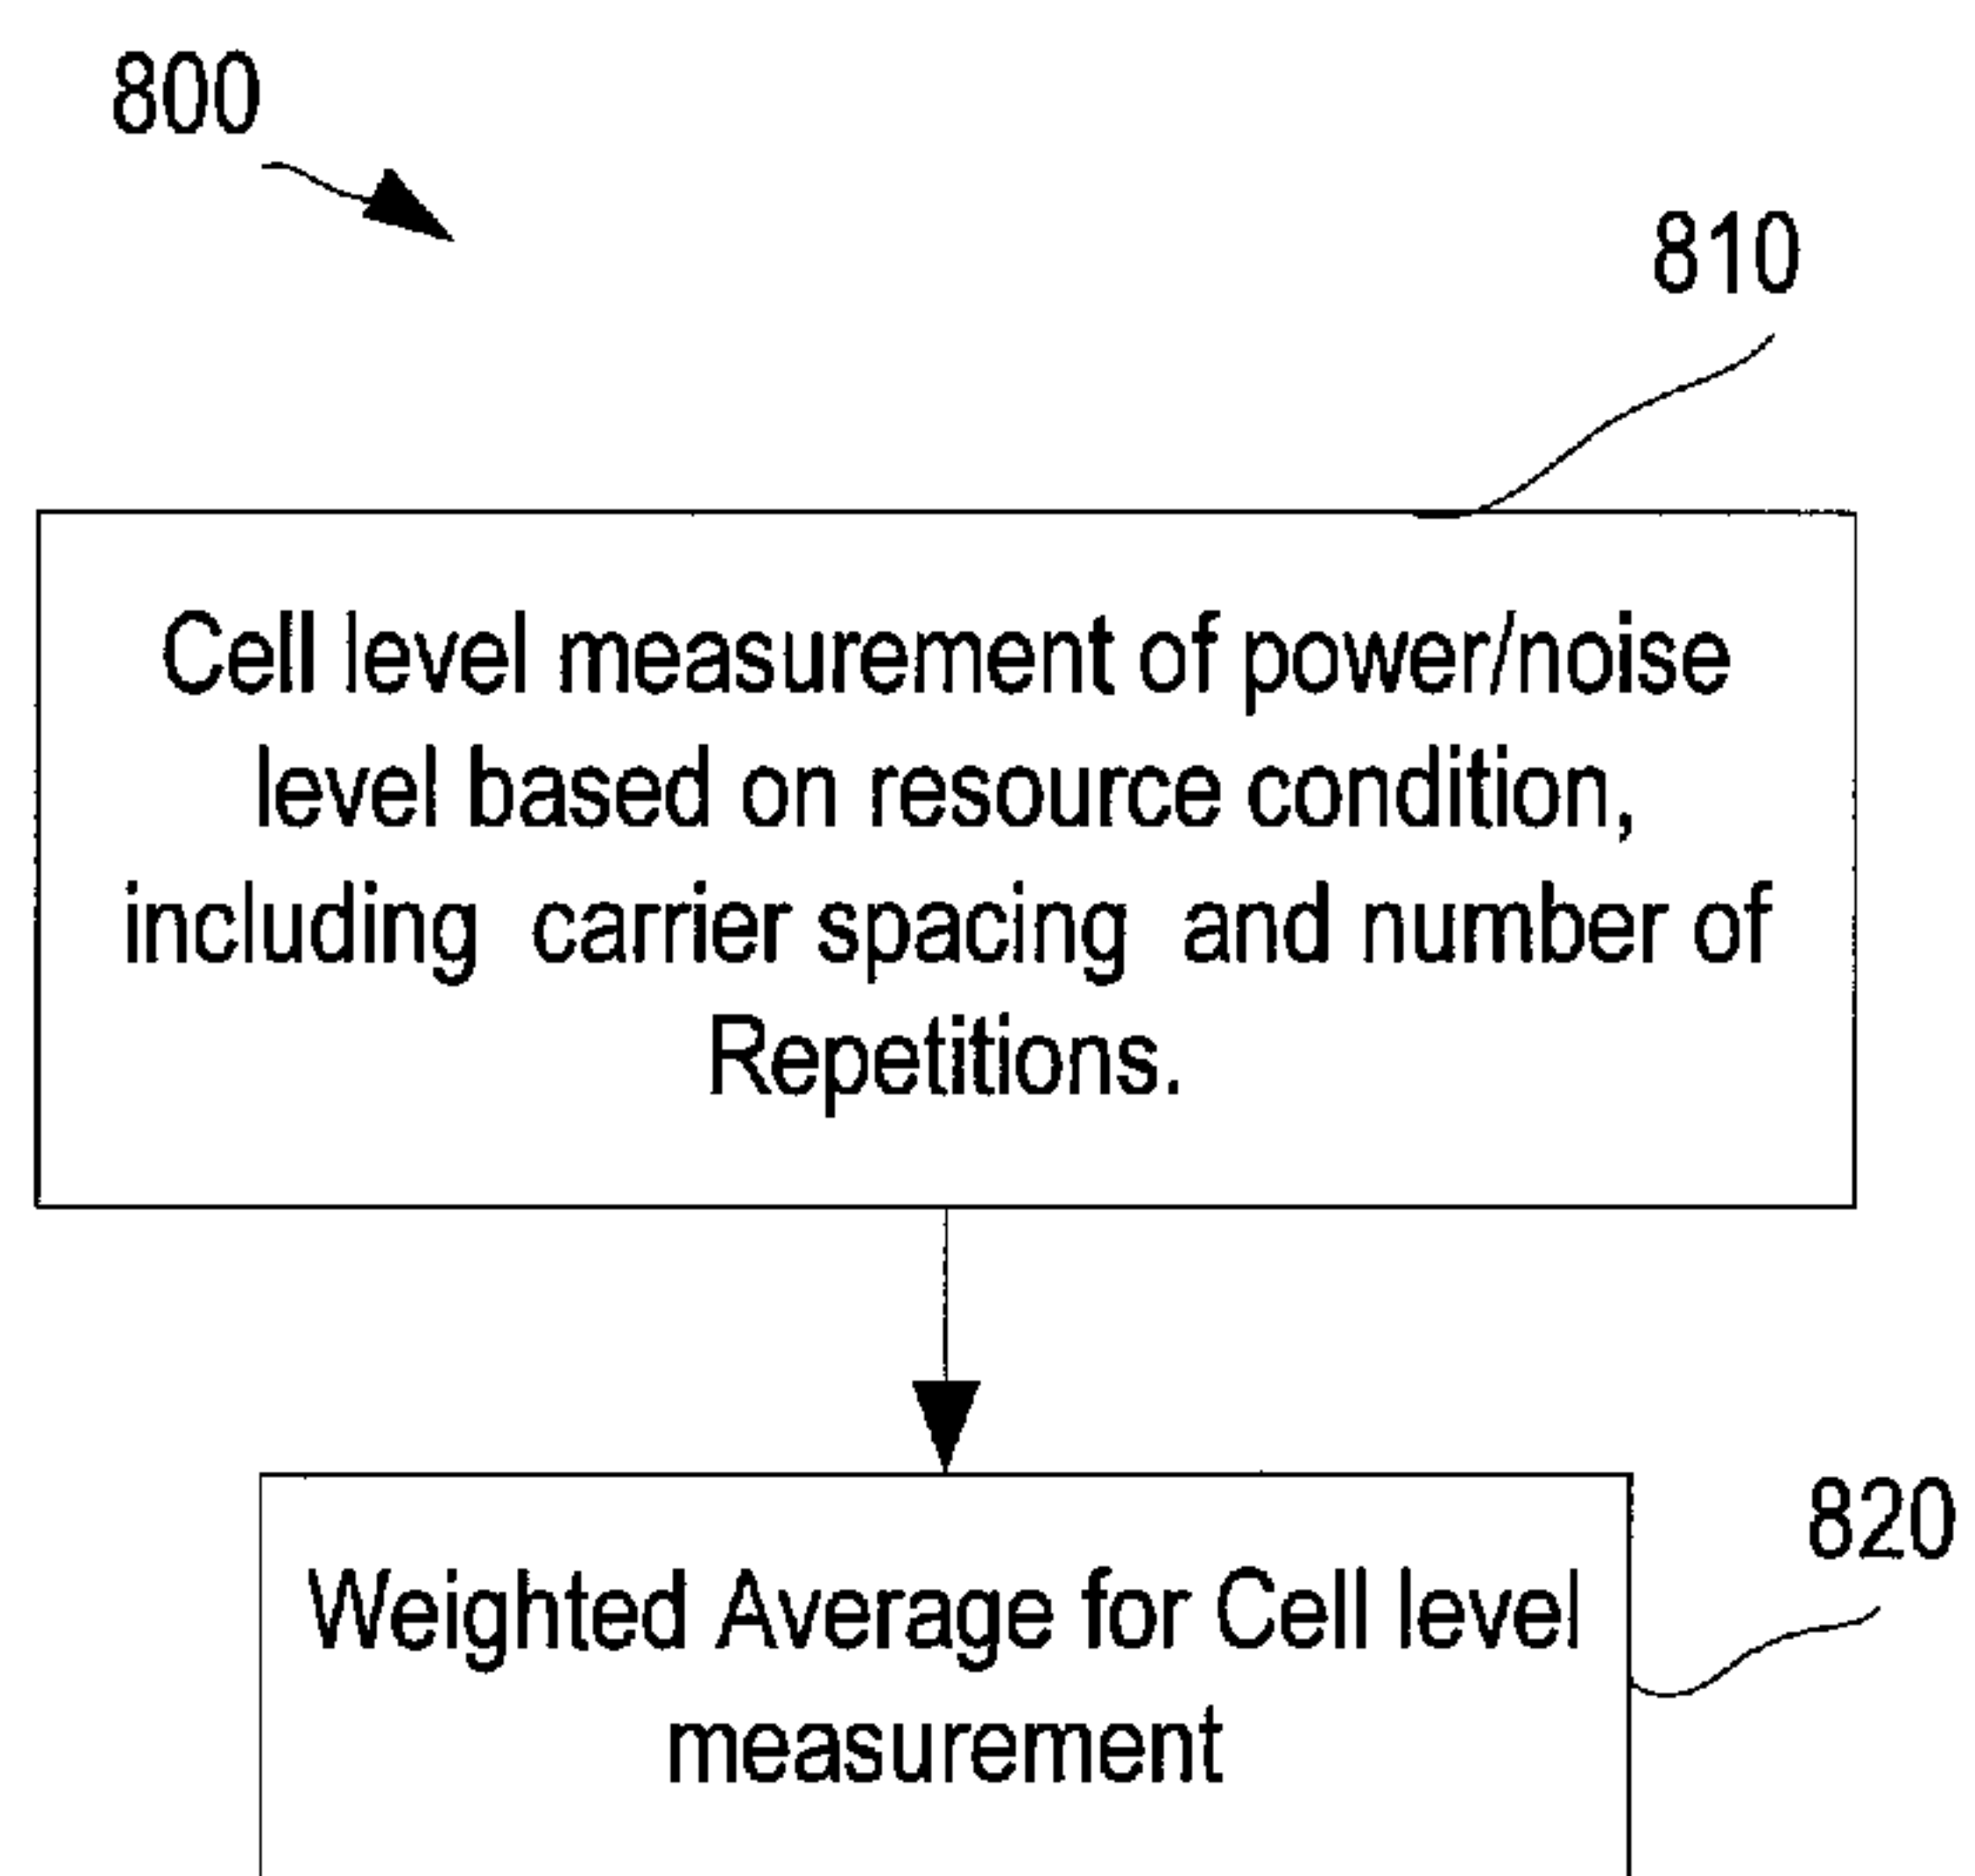 800
810
Cell level measurement of power/noise
level based on resource condition,
including carrier spacing and number of
Repetitions.
820
Weighted Average for Cell level
measurement